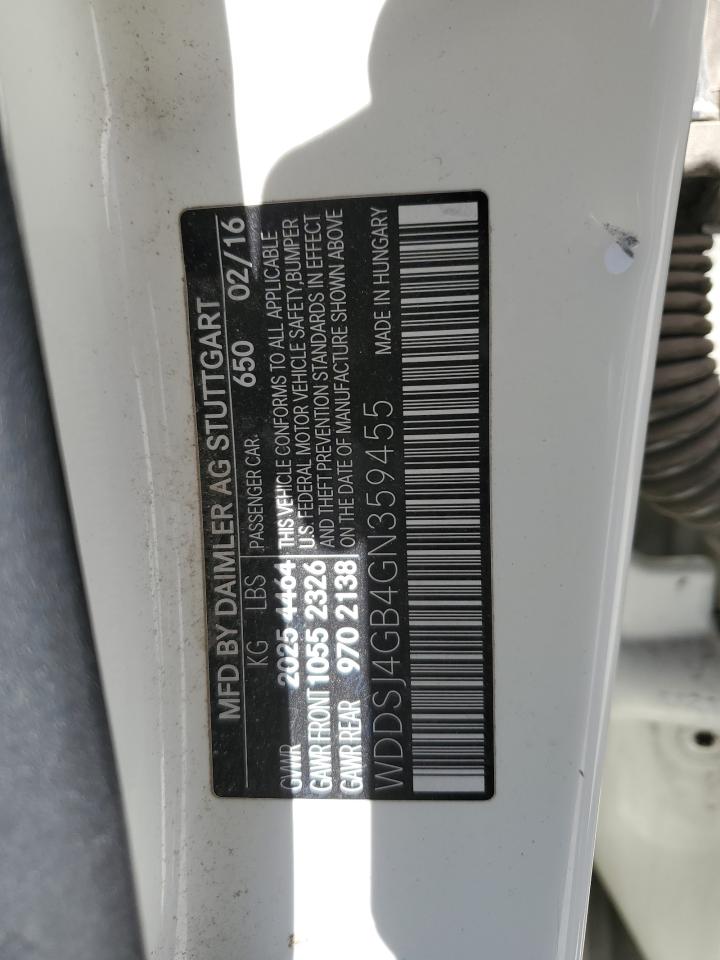 MFD BY DAIMLER AG STUTTGART
KG LBS PASSENGER CAR. 650 02/16
GVWR 2025 4464 THIS VEHICLE CONFORMS TO ALL APPLICABLE
GAWR FRONT 1055 2326 U.S. FEDERAL MOTOR VEHICLE SAFETY,BUMPER
AND THEFT PREVENTION STANDARDS IN EFFECT
GAWR REAR 970 2138 ON THE DATE OF MANUFACTURE SHOWN ABOVE
WDDSJ4GB4GN359455 MADE IN HUNGARY